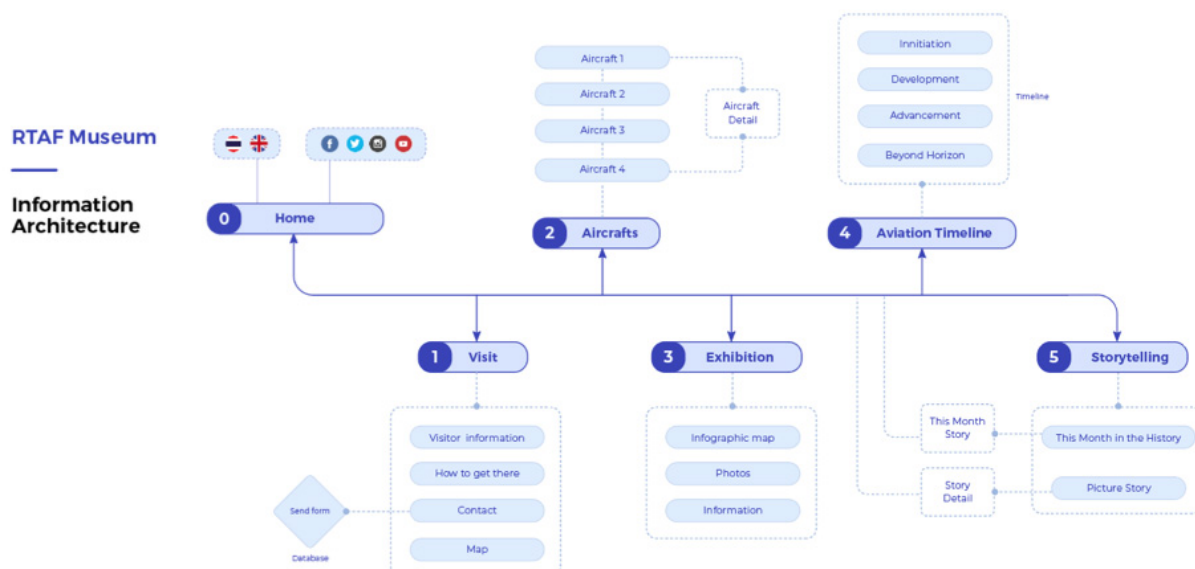 RTAF Museum
Information
Architecture
0 Home
Aircraft 1
Aircraft 2
Aircraft 3
Aircraft 4
Aircraft
Detail
2 Aircrafts
Innitiation
Development
Advancement
Beyond Horizon
Timeline
4 Aviation Timeline
1 Visit
Visitor information
How to get there
Contact
Map
Send form
Database
3 Exhibition
Infographic map
Photos
Information
5 Storytelling
This Month
Story
This Month in the History
Story
Detail
Picture Story